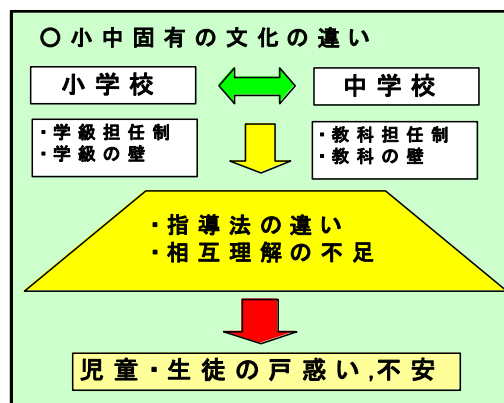 ○小中固有の文化の違い
小学校
中学校
・学級担任制
・学級の壁
・教科担任制
・教科の壁
・指導法の違い
・相互理解の不足
児童・生徒の戸惑い,不安